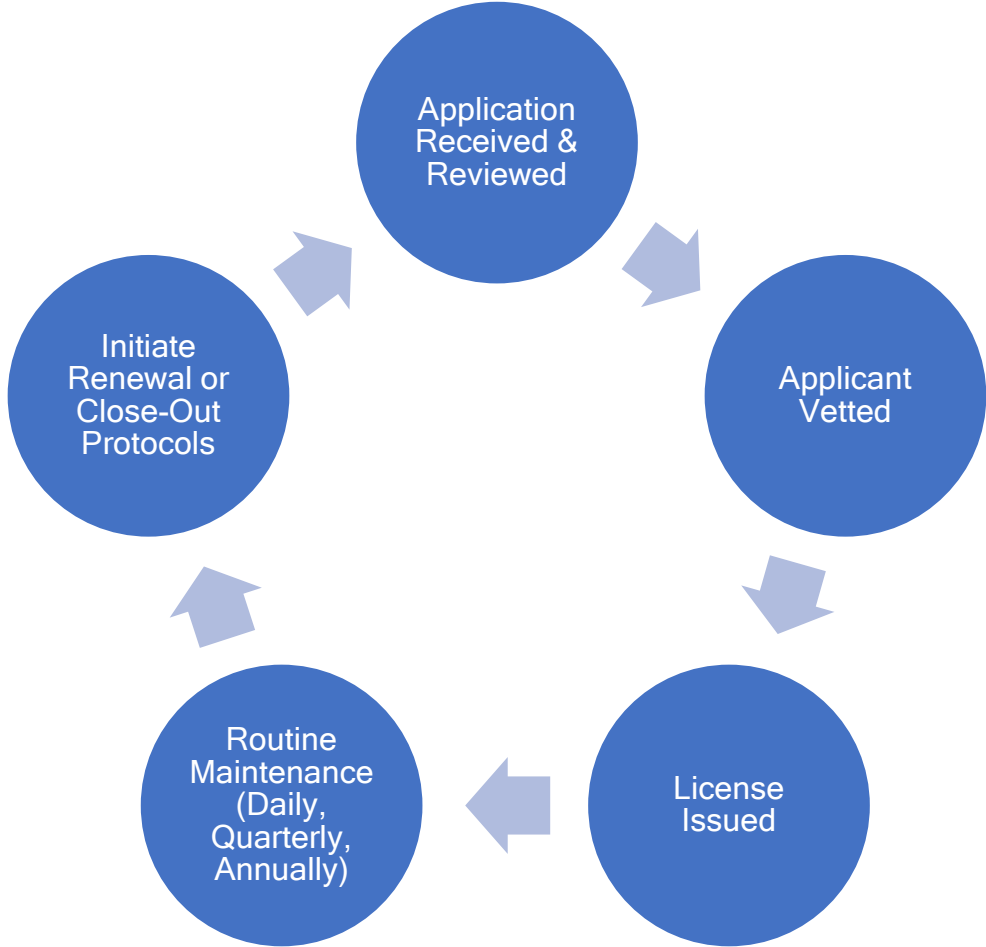 Application
Received &
Reviewed
Applicant
Vetted
License
Issued
Routine
Maintenance
(Daily,
Quarterly,
Annually)
Initiate
Renewal or
Close-Out
Protocols